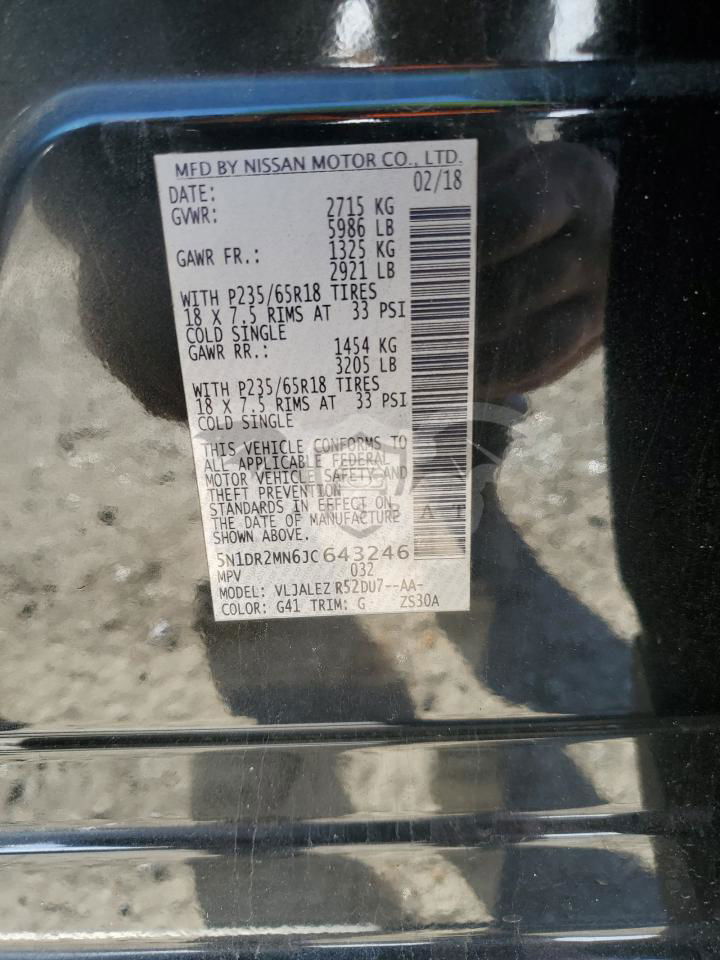 MFD BY NISSAN MOTOR CO., LTD.
DATE: 02/18
GVWR: 2715 KG
5986 LB
GAWR FR.: 1325 KG
2921 LB
WITH P235/65R18 TIRES
18 X 7.5 RIMS AT 33 PSI
COLD SINGLE
GAWR RR.: 1454 KG
3205 LB
WITH P235/65R18 TIRES
18 X 7.5 RIMS AT 33 PSI
COLD SINGLE
THIS VEHICLE CONFORMS TO
ALL APPLICABLE FEDERAL
MOTOR VEHICLE SAFETY AND
THEFT PREVENTION
STANDARDS IN EFFECT ON
THE DATE OF MANUFACTURE
SHOWN ABOVE.
5N1DR2MN6JC643246
MPV 032
MODEL: VLJALEZ R52DU7--AA-
COLOR: G41 TRIM: G ZS30A